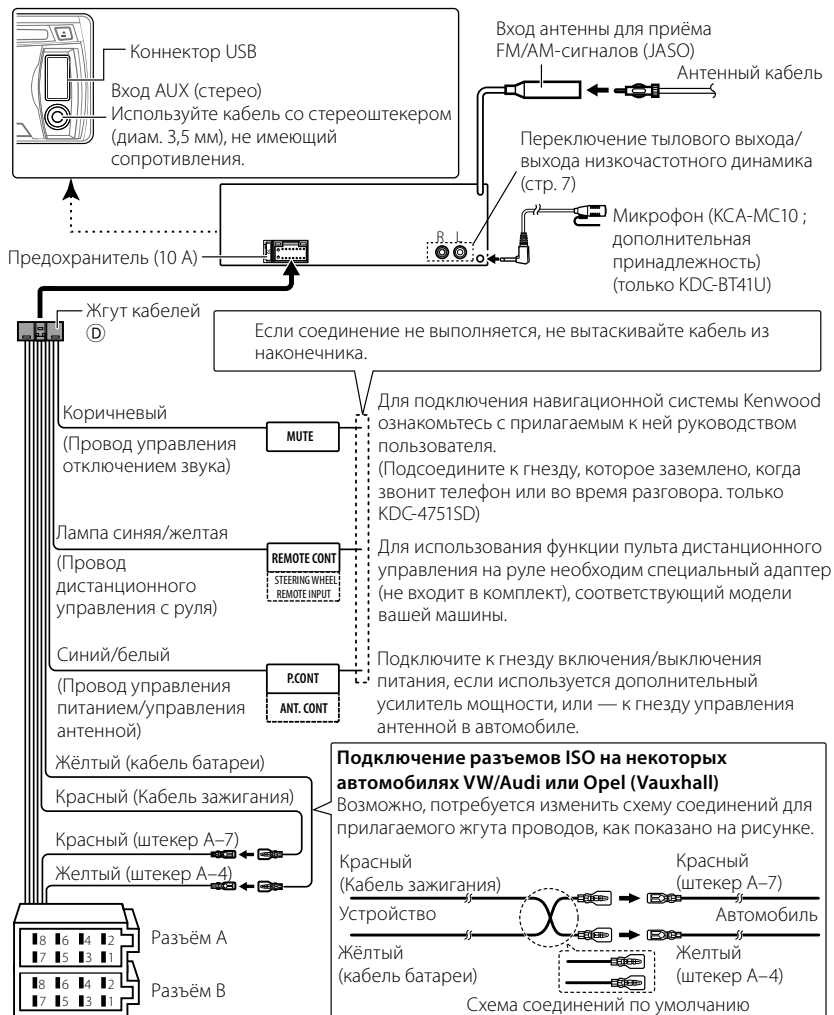 Коннектор USB
Вход AUX (стерео)
Используйте кабель со стереоштекером
(диам. 3,5 мм), не имеющий
сопротивления.
Вход антенны для приёма
FM/AM-сигналов (JASO)
Антенный кабель
Переключение тылового выхода/
выхода низкочастотного динамика
(стр. 7)
R L
Микрофон (KCA-MC10 ;
дополнительная
принадлежность)
(только KDC-BT41U)
Предохранитель (10 А)
Жгут кабелей
Ⓓ
Если соединение не выполняется, не вытаскивайте кабель из
наконечника.
Коричневый
(Провод управления
отключением звука)
MUTE
Для подключения навигационной системы Kenwood
ознакомьтесь с прилагаемым к ней руководством
пользователя.
(Подсоедините к гнезду, которое заземлено, когда
звонит телефон или во время разговора. только
KDC-4751SD)
Лампа синяя/желтая
(Провод
дистанционного
управления с руля)
REMOTE CONT
STEERING WHEEL
REMOTE INPUT
Для использования функции пульта дистанционного
управления на руле необходим специальный адаптер
(не входит в комплект), соответствующий модели
вашей машины.
Синий/белый
(Провод управления
питанием/управления
антенной)
P.CONT
ANT. CONT
Подключите к гнезду включения/выключения
питания, если используется дополнительный
усилитель мощности, или — к гнезду управления
антенной в автомобиле.
Жёлтый (кабель батареи)
Красный (Кабель зажигания)
Красный (штекер A–7)
Желтый (штекер A–4)
8 6 4 2
7 5 3 1
Разъём A
8 6 4 2
7 5 3 1
Разъём B
Подключение разъемов ISO на некоторых
автомобилях VW/Audi или Opel (Vauxhall)
Возможно, потребуется изменить схему соединений для
прилагаемого жгута проводов, как показано на рисунке.
Красный
(Кабель зажигания)
Красный
(штекер A–7)
Устройство
Автомобиль
Жёлтый
(кабель батареи)
Желтый
(штекер A–4)
Схема соединений по умолчанию